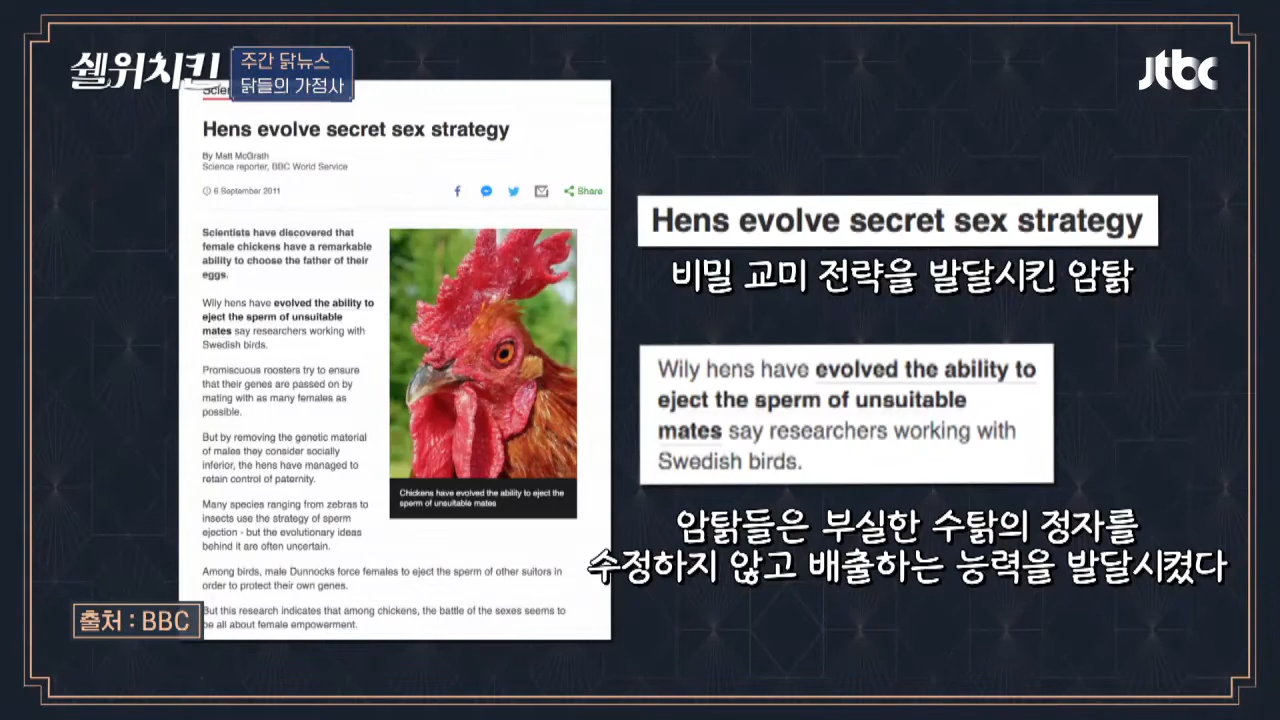 쉘위치킨
주간 닭뉴스
닭들의 가정사
jtbc
Hens evolve secret sex strategy
By Matt McGrath
Science reporter, BBC World Service
6 September 2011
Share
Scientists have discovered that
female chickens have a remarkable
ability to choose the father of their
eggs.
Wily hens have evolved the ability to
eject the sperm of unsuitable
mates say researchers working with
Swedish birds.
Promiscuous roosters try to ensure
that their genes are passed on by
mating with as many females as
possible.
But by removing the genetic material
of males they consider socially
inferior, the hens have managed to
retain control of paternity.
Many species ranging from zebras to
insects use the strategy of sperm
ejection - but the evolutionary ideas
behind it are often uncertain.
Chickens have evolved the ability to eject the
sperm of unsuitable mates
Among birds, male Dunnocks force females to eject the sperm of other suitors in
order to protect their own genes.
But this research indicates that among chickens, the battle of the sexes seems to
be all about female empowerment.
출처 : BBC
Hens evolve secret sex strategy
비밀 교미 전략을 발달시킨 암탉
Wily hens have evolved the ability to
eject the sperm of unsuitable
mates say researchers working with
Swedish birds.
암탉들은 부실한 수탉의 정자를
수정하지 않고 배출하는 능력을 발달시켰다